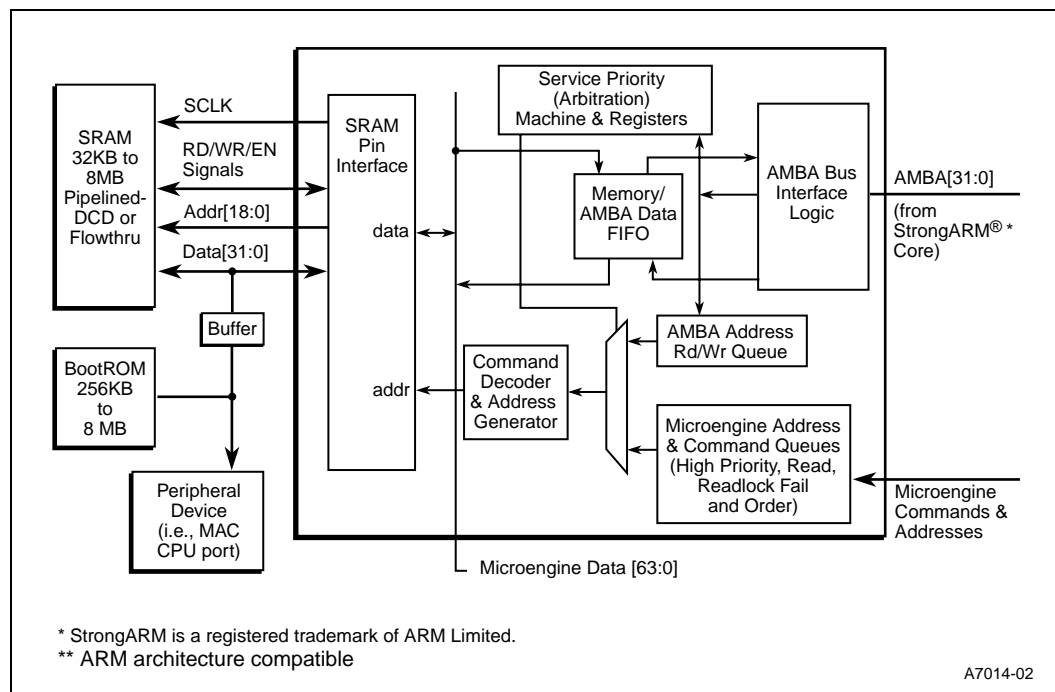 SRAM
32KB to
8MB
Pipelined-
DCD or
Flowthru
SCLK
RD/WR/EN
Signals
Addr[18:0]
Data[31:0]
Buffer
BootROM
256KB
to
8 MB
Peripheral
Device
(i.e., MAC
CPU port)
SRAM
Pin
Interface
data
addr
Service Priority
(Arbitration)
Machine & Registers
Memory/
AMBA Data
FIFO
AMBA Bus
Interface
Logic
AMBA[31:0]
(from
StrongARM® *
Core)
AMBA Address
Rd/Wr Queue
Command
Decoder
& Address
Generator
Microengine Address
& Command Queues
(High Priority, Read,
Readlock Fail
and Order)
Microengine
Commands &
Addresses
Microengine Data [63:0]
* StrongARM is a registered trademark of ARM Limited.
** ARM architecture compatible
A7014-02